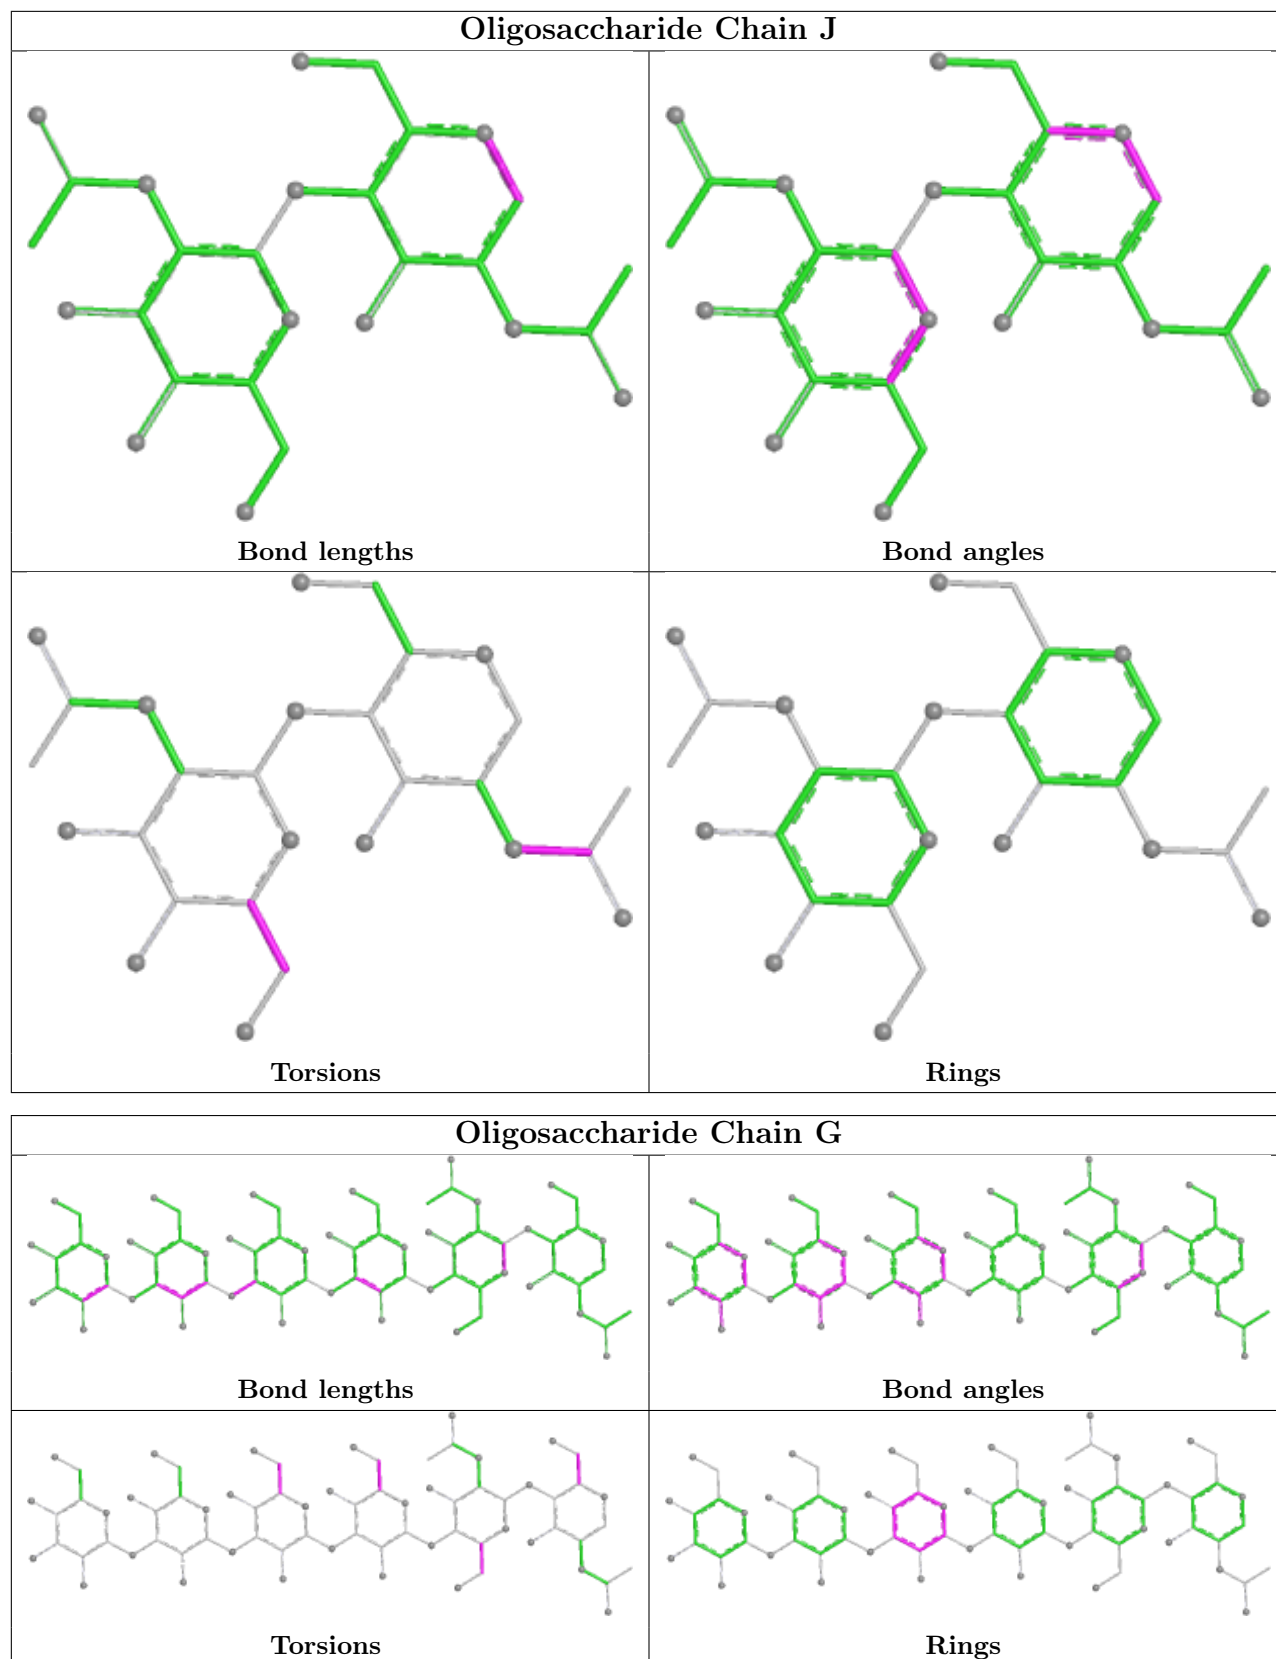 Oligosaccharide Chain J
Bond lengths
Bond angles
Torsions
Rings
Oligosaccharide Chain G
Bond lengths
Bond angles
Torsions
Rings